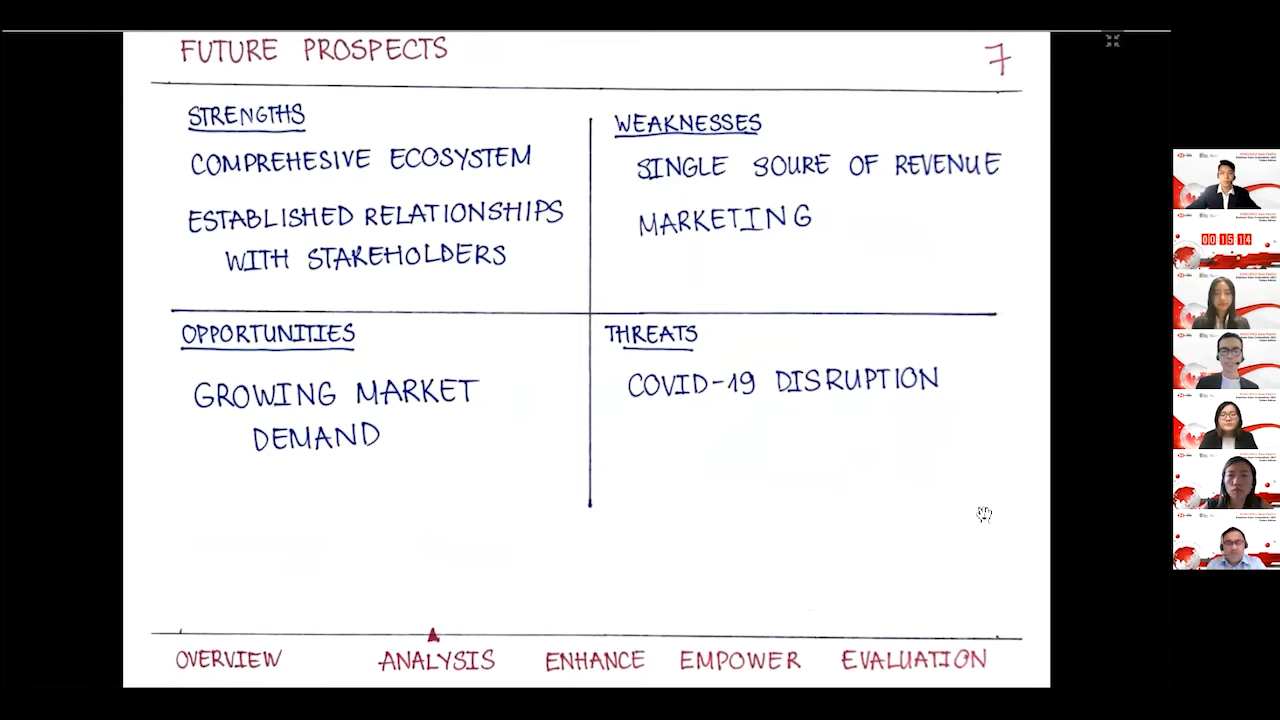 FUTURE PROSPECTS
7
STRENGTHS
COMPREHESIVE ECOSYSTEM
ESTABLISHED RELATIONSHIPS
WITH STAKEHOLDERS
WEAKNESSES
SINGLE SOURE OF REVENUE
MARKETING
OPPORTUNITIES
GROWING MARKET
DEMAND
THREATS
COVID-19 DISRUPTION
OVERVIEW
ANALYSIS
ENHANCE
EMPOWER
EVALUATION
00 15 14